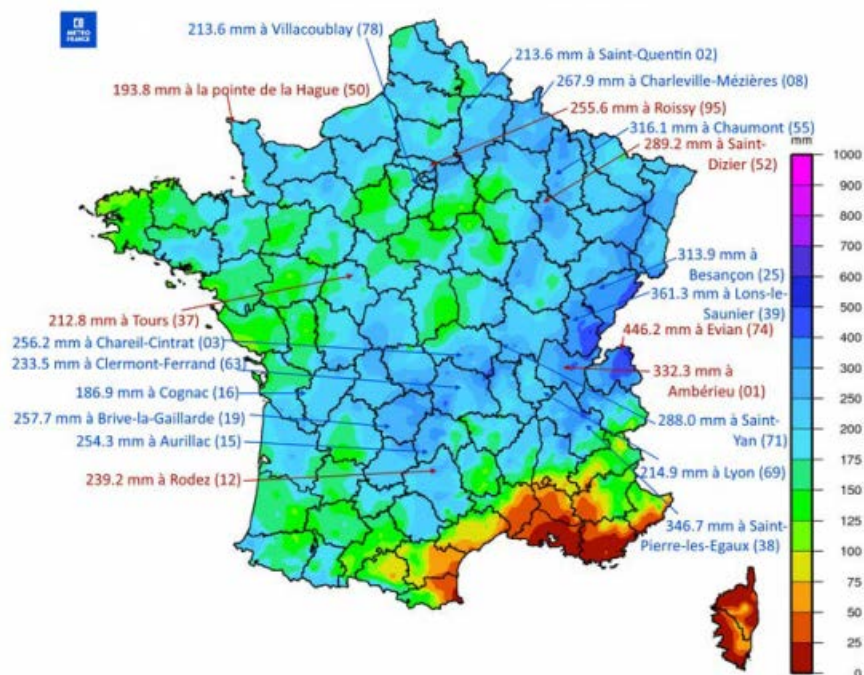 METEO
FRANCE
213.6 mm à Villacoublay (78)
213.6 mm à Saint-Quentin 02)
193.8 mm à la pointe de la Hague (50)
267.9 mm à Charleville-Mézières (08)
255.6 mm à Roissy (95)
316.1 mm à Chaumont (55)
289.2 mm à Saint-
Dizier (52)
mm
1000
900
800
700
600
500
400
300
250
200
175
150
125
100
75
50
25
0
313.9 mm à
Besançon (25)
361.3 mm à Lons-le-
Saunier (39)
212.8 mm à Tours (37)
446.2 mm à Evian (74)
256.2 mm à Chareil-Cintrat (03)
233.5 mm à Clermont-Ferrand (63)
332.3 mm à
Ambérieu (01)
186.9 mm à Cognac (16)
257.7 mm à Brive-la-Gaillarde (19)
288.0 mm à Saint-
Yan (71)
254.3 mm à Aurillac (15)
239.2 mm à Rodez (12)
214.9 mm à Lyon (69)
346.7 mm à Saint-
Pierre-les-Egaux (38)